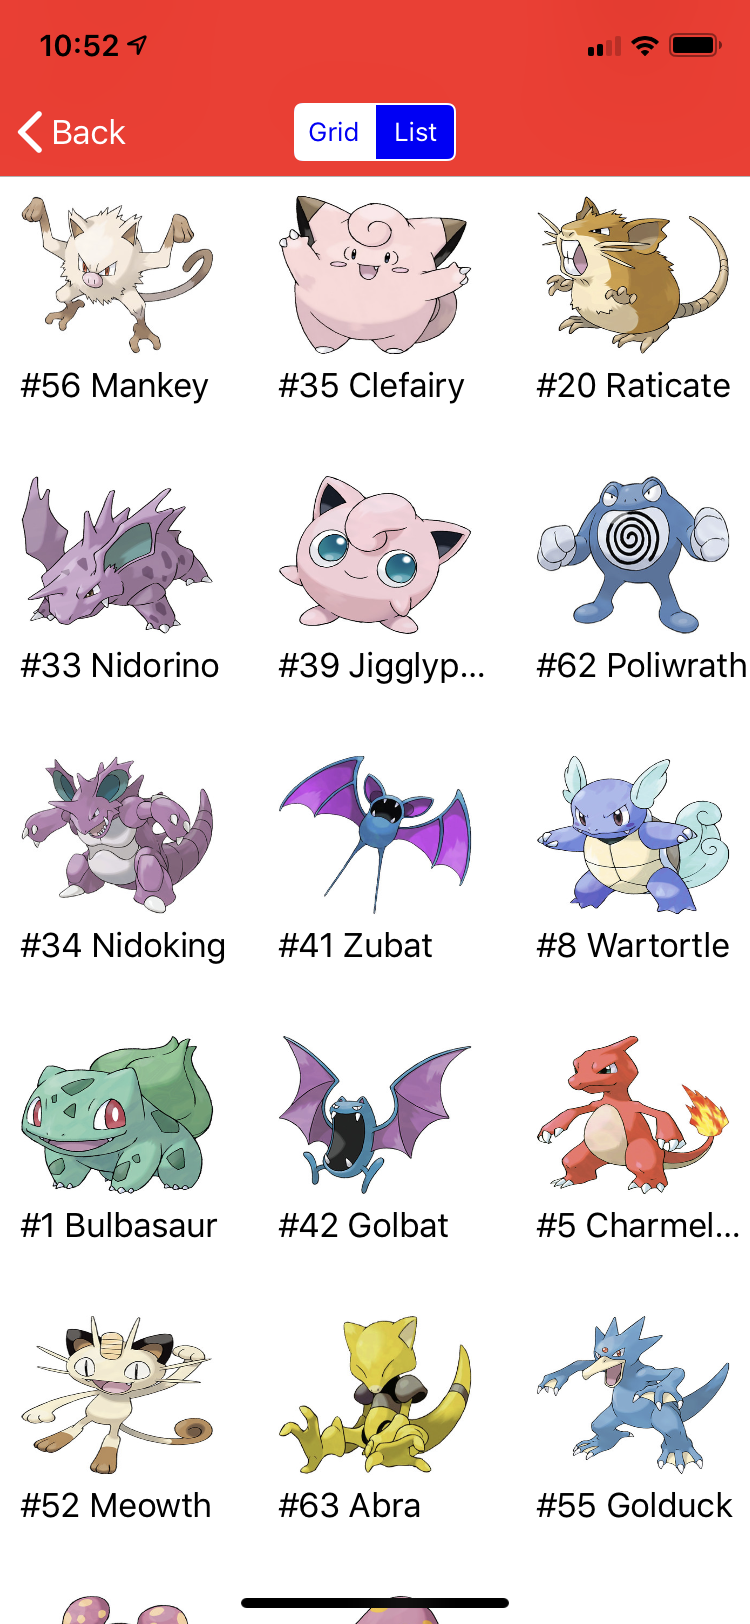 10:52
Back
Grid
List
#56 Mankey
#35 Clefairy
#20 Raticate
#33 Nidorino
#39 Jigglyp...
#62 Poliwrath
#34 Nidoking
#41 Zubat
#8 Wartortle
#1 Bulbasaur
#42 Golbat
#5 Charmel...
#52 Meowth
#63 Abra
#55 Golduck